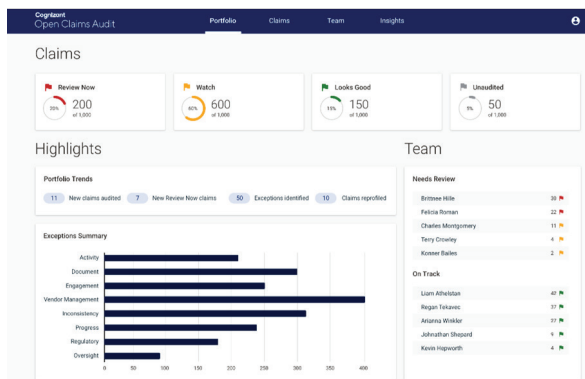 Cognizant
Open Claims Audit
Portfolio Claims Team Insights
Claims
Review Now
20%
200
of 1,000
Watch
60%
600
of 1,000
Looks Good
15%
150
of 1,000
Unaudited
5%
50
of 1,000
Highlights
Portfolio Trends
11 New claims audited 7 New Review Now claims 50 Exceptions identified 10 Claims reprofiled
Exceptions Summary
Activity
Document
Engagement
Vendor Management
Inconsistency
Progress
Regulatory
Oversight
0 50 100 150 200 250 300 350 400
Team
Needs Review
Brittnee Hille
Felicia Roman 22
Charles Montgomery 11
Terry Crowley 4
Konner Bailes 2
On Track
Liam Athelstan 47
Regan Tekavec 37
Arianna Winkler
Johnathan Shepard 9
Kevin Hepworth 4